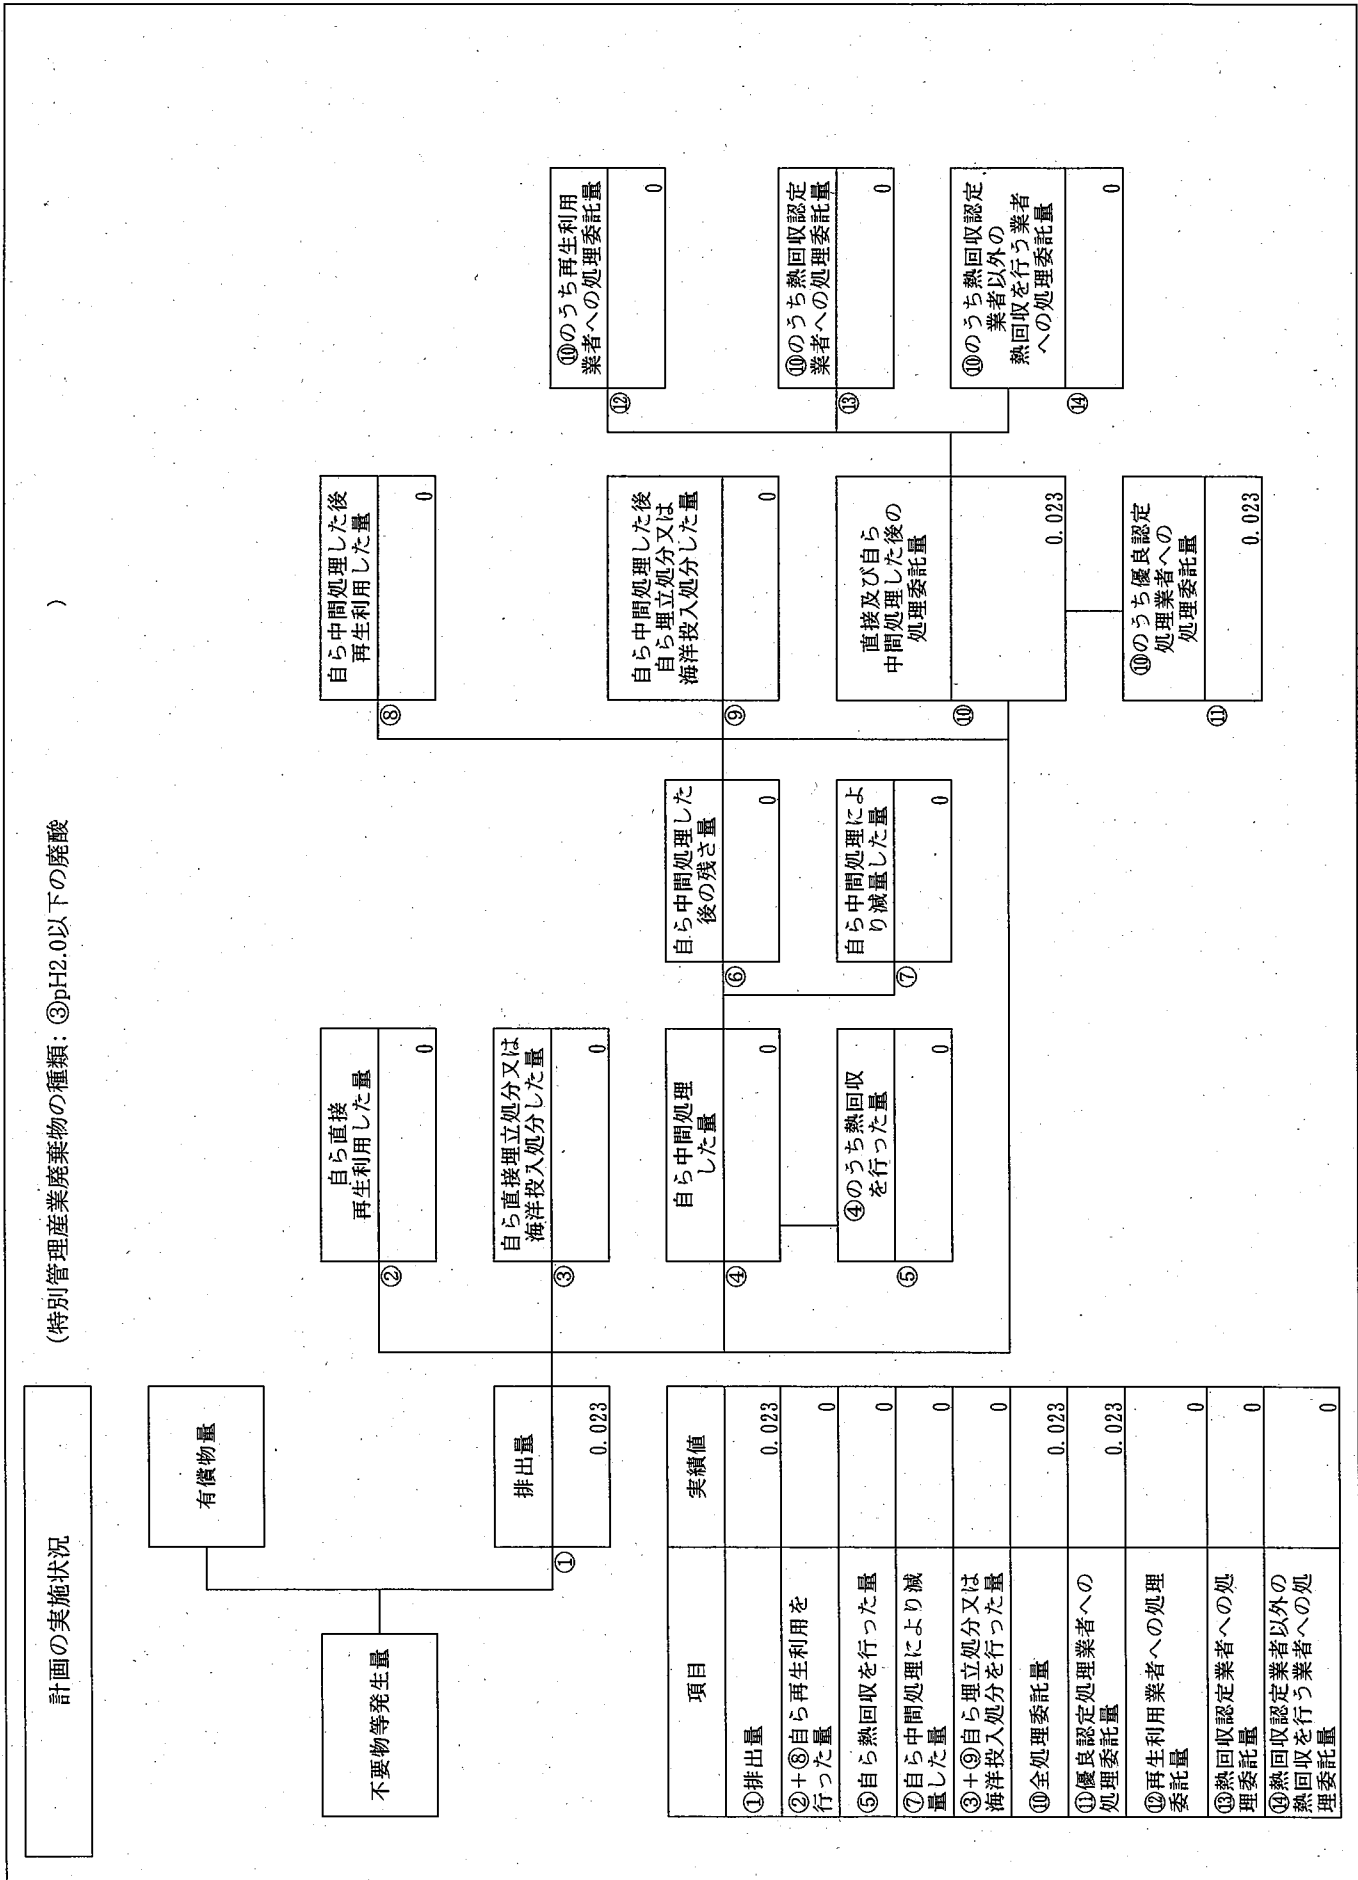 計画の実施状況
(特別管理産業廃棄物の種類：③pH2.0以下の廃酸 )
不要物等発生量
有償物量
①
排出量
0.023
②
自ら直接
再生利用した量
0
③
自ら直接埋立処分又は
海洋投入処分した量
0
④
自ら中間処理
した量
0
⑤
④のうち熱回収
を行った量
0
⑥
自ら中間処理した
後の残さ量
0
⑦
自ら中間処理によ
り減量した量
0
⑧
自ら中間処理した後
再生利用した量
0
⑨
自ら中間処理した後
自ら埋立処分又は
海洋投入処分した量
0
⑩
直接及び自ら
中間処理した後の
処理委託量
0.023
⑪
⑩のうち優良認定
処理業者への
処理委託量
0.023
⑫
⑩のうち再生利用
業者への処理委託量
0
⑬
⑩のうち熱回収認定
業者への処理委託量
0
⑭
⑩のうち熱回収認定
業者以外の
熱回収を行う業者
への処理委託量
0
項目 実績値
①排出量 0.023
②+⑧自ら再生利用を
行った量 0
⑤自ら熱回収を行った量 0
⑦自ら中間処理により減
量した量 0
③+⑨自ら埋立処分又は
海洋投入処分を行った量 0
⑩全処理委託量 0.023
⑪優良認定処理業者への
処理委託量 0.023
⑫再生利用業者への処理
委託量 0
⑬熱回収認定業者への処
理委託量 0
⑭熱回収認定業者以外の
熱回収を行う業者への処
理委託量 0